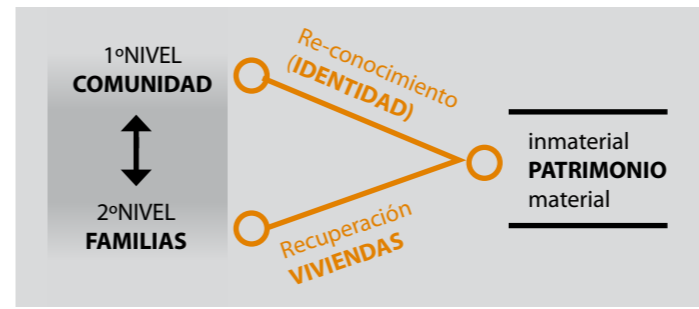 1ºNIVEL
COMUNIDAD
2ºNIVEL
FAMILIAS
Re-conocimiento
(IDENTIDAD)
Recuperación
VIVIENDAS
inmaterial
PATRIMONIO
material